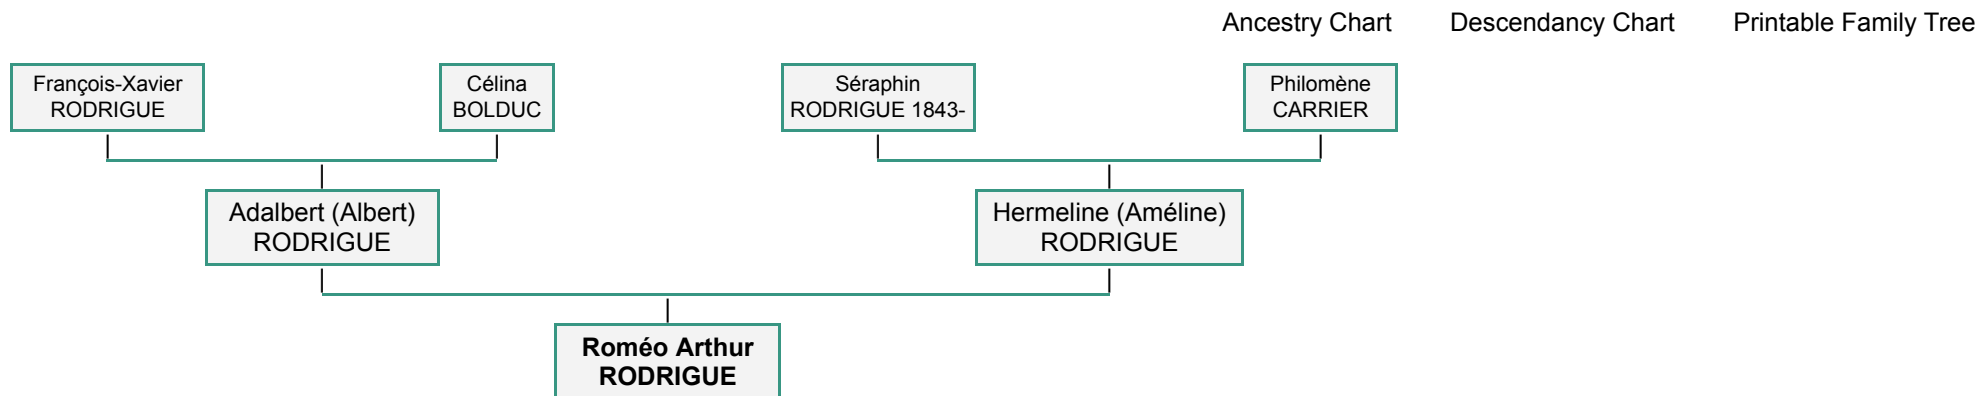 Ancestry Chart Descendancy Chart Printable Family Tree
François-Xavier
RODRIGUE
Célina
BOLDUC
Séraphin
RODRIGUE 1843-
Philomène
CARRIER
Adalbert (Albert)
RODRIGUE
Hermeline (Améline)
RODRIGUE
Roméo Arthur
RODRIGUE